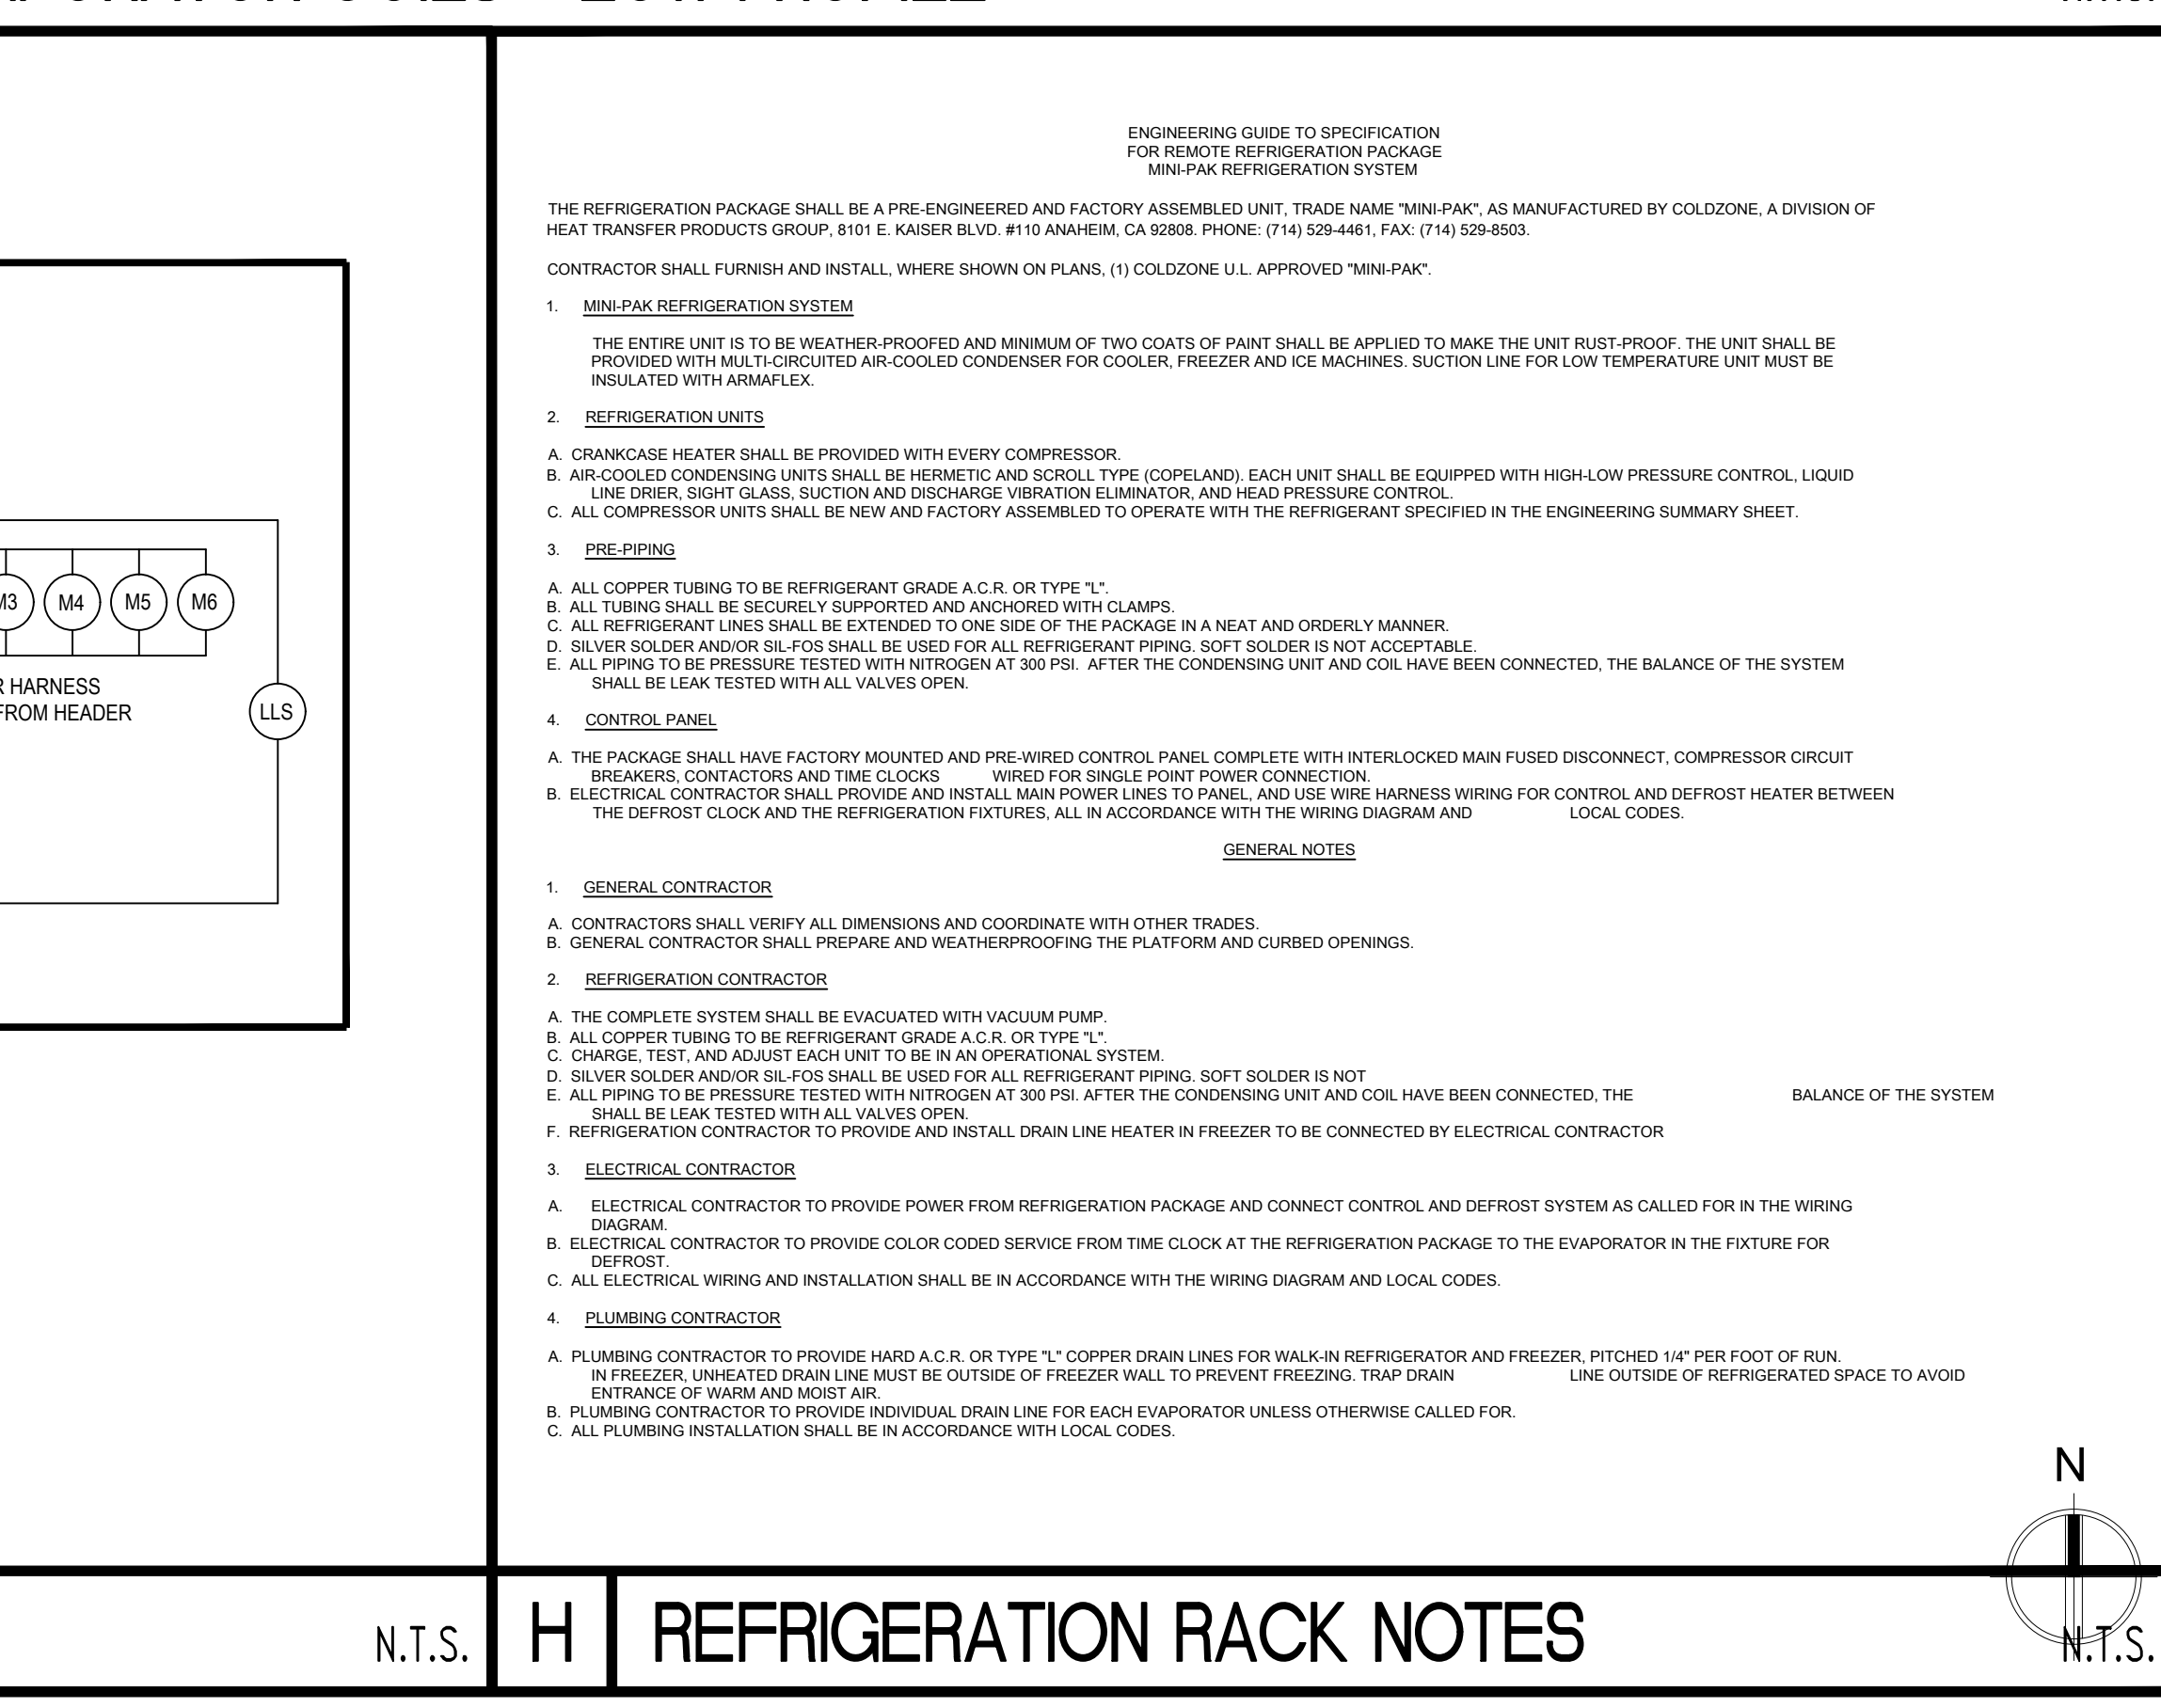 ENGINEERING GUIDE TO SPECIFICATION
FOR REMOTE REFRIGERATION PACKAGE
MINI-PAK REFRIGERATION SYSTEM
THE REFRIGERATION PACKAGE SHALL BE A PRE-ENGINEERED AND FACTORY ASSEMBLED UNIT, TRADE NAME "MINI-PAK", AS MANUFACTURED BY COLDZONE, A DIVISION OF
HEAT TRANSFER PRODUCTS GROUP, 8101 E. KAISER BLVD. #110 ANAHEIM, CA 92808. PHONE: (714) 529-4461, FAX: (714) 529-8503.
CONTRACTOR SHALL FURNISH AND INSTALL, WHERE SHOWN ON PLANS, (1) COLDZONE U.L. APPROVED "MINI-PAK".
1. MINI-PAK REFRIGERATION SYSTEM
THE ENTIRE UNIT IS TO BE WEATHER-PROOFED AND MINIMUM OF TWO COATS OF PAINT SHALL BE APPLIED TO MAKE THE UNIT RUST-PROOF. THE UNIT SHALL BE
PROVIDED WITH MULTI-CIRCUITED AIR-COOLED CONDENSER FOR COOLER, FREEZER AND ICE MACHINES. SUCTION LINE FOR LOW TEMPERATURE UNIT MUST BE
INSULATED WITH ARMAFLEX.
2. REFRIGERATION UNITS
A. CRANKCASE HEATER SHALL BE PROVIDED WITH EVERY COMPRESSOR.
B. AIR-COOLED CONDENSING UNITS SHALL BE HERMETIC AND SCROLL TYPE (COPELAND). EACH UNIT SHALL BE EQUIPPED WITH HIGH-LOW PRESSURE CONTROL, LIQUID
LINE DRIER, SIGHT GLASS, SUCTION AND DISCHARGE VIBRATION ELIMINATOR, AND HEAD PRESSURE CONTROL.
C. ALL COMPRESSOR UNITS SHALL BE NEW AND FACTORY ASSEMBLED TO OPERATE WITH THE REFRIGERANT SPECIFIED IN THE ENGINEERING SUMMARY SHEET.
3. PRE-PIPING
A. ALL COPPER TUBING TO BE REFRIGERANT GRADE A.C.R. OR TYPE "L".
B. ALL TUBING SHALL BE SECURELY SUPPORTED AND ANCHORED WITH CLAMPS.
C. ALL REFRIGERANT LINES SHALL BE EXTENDED TO ONE SIDE OF THE PACKAGE IN A NEAT AND ORDERLY MANNER.
D. SILVER SOLDER AND/OR SIL-FOS SHALL BE USED FOR ALL REFRIGERANT PIPING. SOFT SOLDER IS NOT ACCEPTABLE.
E. ALL PIPING TO BE PRESSURE TESTED WITH NITROGEN AT 300 PSI. AFTER THE CONDENSING UNIT AND COIL HAVE BEEN CONNECTED, THE BALANCE OF THE SYSTEM
SHALL BE LEAK TESTED WITH ALL VALVES OPEN.
4. CONTROL PANEL
A. THE PACKAGE SHALL HAVE FACTORY MOUNTED AND PRE-WIRED CONTROL PANEL COMPLETE WITH INTERLOCKED MAIN FUSED DISCONNECT, COMPRESSOR CIRCUIT
BREAKERS, CONTACTORS AND TIME CLOCKS WIRED FOR SINGLE POINT POWER CONNECTION.
B. ELECTRICAL CONTRACTOR SHALL PROVIDE AND INSTALL MAIN POWER LINES TO PANEL, AND USE WIRE HARNESS WIRING FOR CONTROL AND DEFROST HEATER BETWEEN
THE DEFROST CLOCK AND THE REFRIGERATION FIXTURES, ALL IN ACCORDANCE WITH THE WIRING DIAGRAM AND LOCAL CODES.
GENERAL NOTES
1. GENERAL CONTRACTOR
A. CONTRACTORS SHALL VERIFY ALL DIMENSIONS AND COORDINATE WITH OTHER TRADES.
B. GENERAL CONTRACTOR SHALL PREPARE AND WEATHERPROOFING THE PLATFORM AND CURBED OPENINGS.
2. REFRIGERATION CONTRACTOR
A. THE COMPLETE SYSTEM SHALL BE EVACUATED WITH VACUUM PUMP.
B. ALL COPPER TUBING TO BE REFRIGERANT GRADE A.C.R. OR TYPE "L".
C. CHARGE, TEST, AND ADJUST EACH UNIT TO BE IN AN OPERATIONAL SYSTEM.
D. SILVER SOLDER AND/OR SIL-FOS SHALL BE USED FOR ALL REFRIGERANT PIPING. SOFT SOLDER IS NOT
E. ALL PIPING TO BE PRESSURE TESTED WITH NITROGEN AT 300 PSI. AFTER THE CONDENSING UNIT AND COIL HAVE BEEN CONNECTED, THE BALANCE OF THE SYSTEM
SHALL BE LEAK TESTED WITH ALL VALVES OPEN.
F. REFRIGERATION CONTRACTOR TO PROVIDE AND INSTALL DRAIN LINE HEATER IN FREEZER TO BE CONNECTED BY ELECTRICAL CONTRACTOR
3. ELECTRICAL CONTRACTOR
A. ELECTRICAL CONTRACTOR TO PROVIDE POWER FROM REFRIGERATION PACKAGE AND CONNECT CONTROL AND DEFROST SYSTEM AS CALLED FOR IN THE WIRING
DIAGRAM.
B. ELECTRICAL CONTRACTOR TO PROVIDE COLOR CODED SERVICE FROM TIME CLOCK AT THE REFRIGERATION PACKAGE TO THE EVAPORATOR IN THE FIXTURE FOR
DEFROST.
C. ALL ELECTRICAL WIRING AND INSTALLATION SHALL BE IN ACCORDANCE WITH THE WIRING DIAGRAM AND LOCAL CODES.
4. PLUMBING CONTRACTOR
A. PLUMBING CONTRACTOR TO PROVIDE HARD A.C.R. OR TYPE "L" COPPER DRAIN LINES FOR WALK-IN REFRIGERATOR AND FREEZER, PITCHED 1/4" PER FOOT OF RUN.
IN FREEZER, UNHEATED DRAIN LINE MUST BE OUTSIDE OF FREEZER WALL TO PREVENT FREEZING. TRAP DRAIN LINE OUTSIDE OF REFRIGERATED SPACE TO AVOID
ENTRANCE OF WARM AND MOIST AIR.
B. PLUMBING CONTRACTOR TO PROVIDE INDIVIDUAL DRAIN LINE FOR EACH EVAPORATOR UNLESS OTHERWISE CALLED FOR.
C. ALL PLUMBING INSTALLATION SHALL BE IN ACCORDANCE WITH LOCAL CODES.
M4 M5 M6
HARNESS
FROM HEADER
LLS
N
N.T.S.
H REFRIGERATION RACK NOTES
N.T.S.